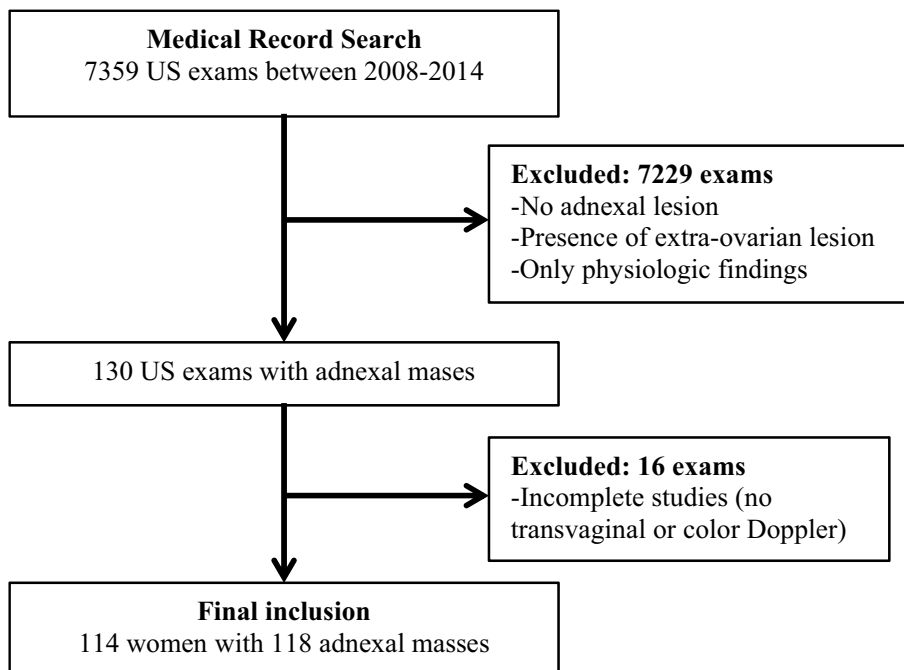 Medical Record Search
7359 US exams between 2008-2014
Excluded: 7229 exams
-No adnexal lesion
-Presence of extra-ovarian lesion
-Only physiologic findings
130 US exams with adnexal mases
Excluded: 16 exams
-Incomplete studies (no
transvaginal or color Doppler)
Final inclusion
114 women with 118 adnexal masses